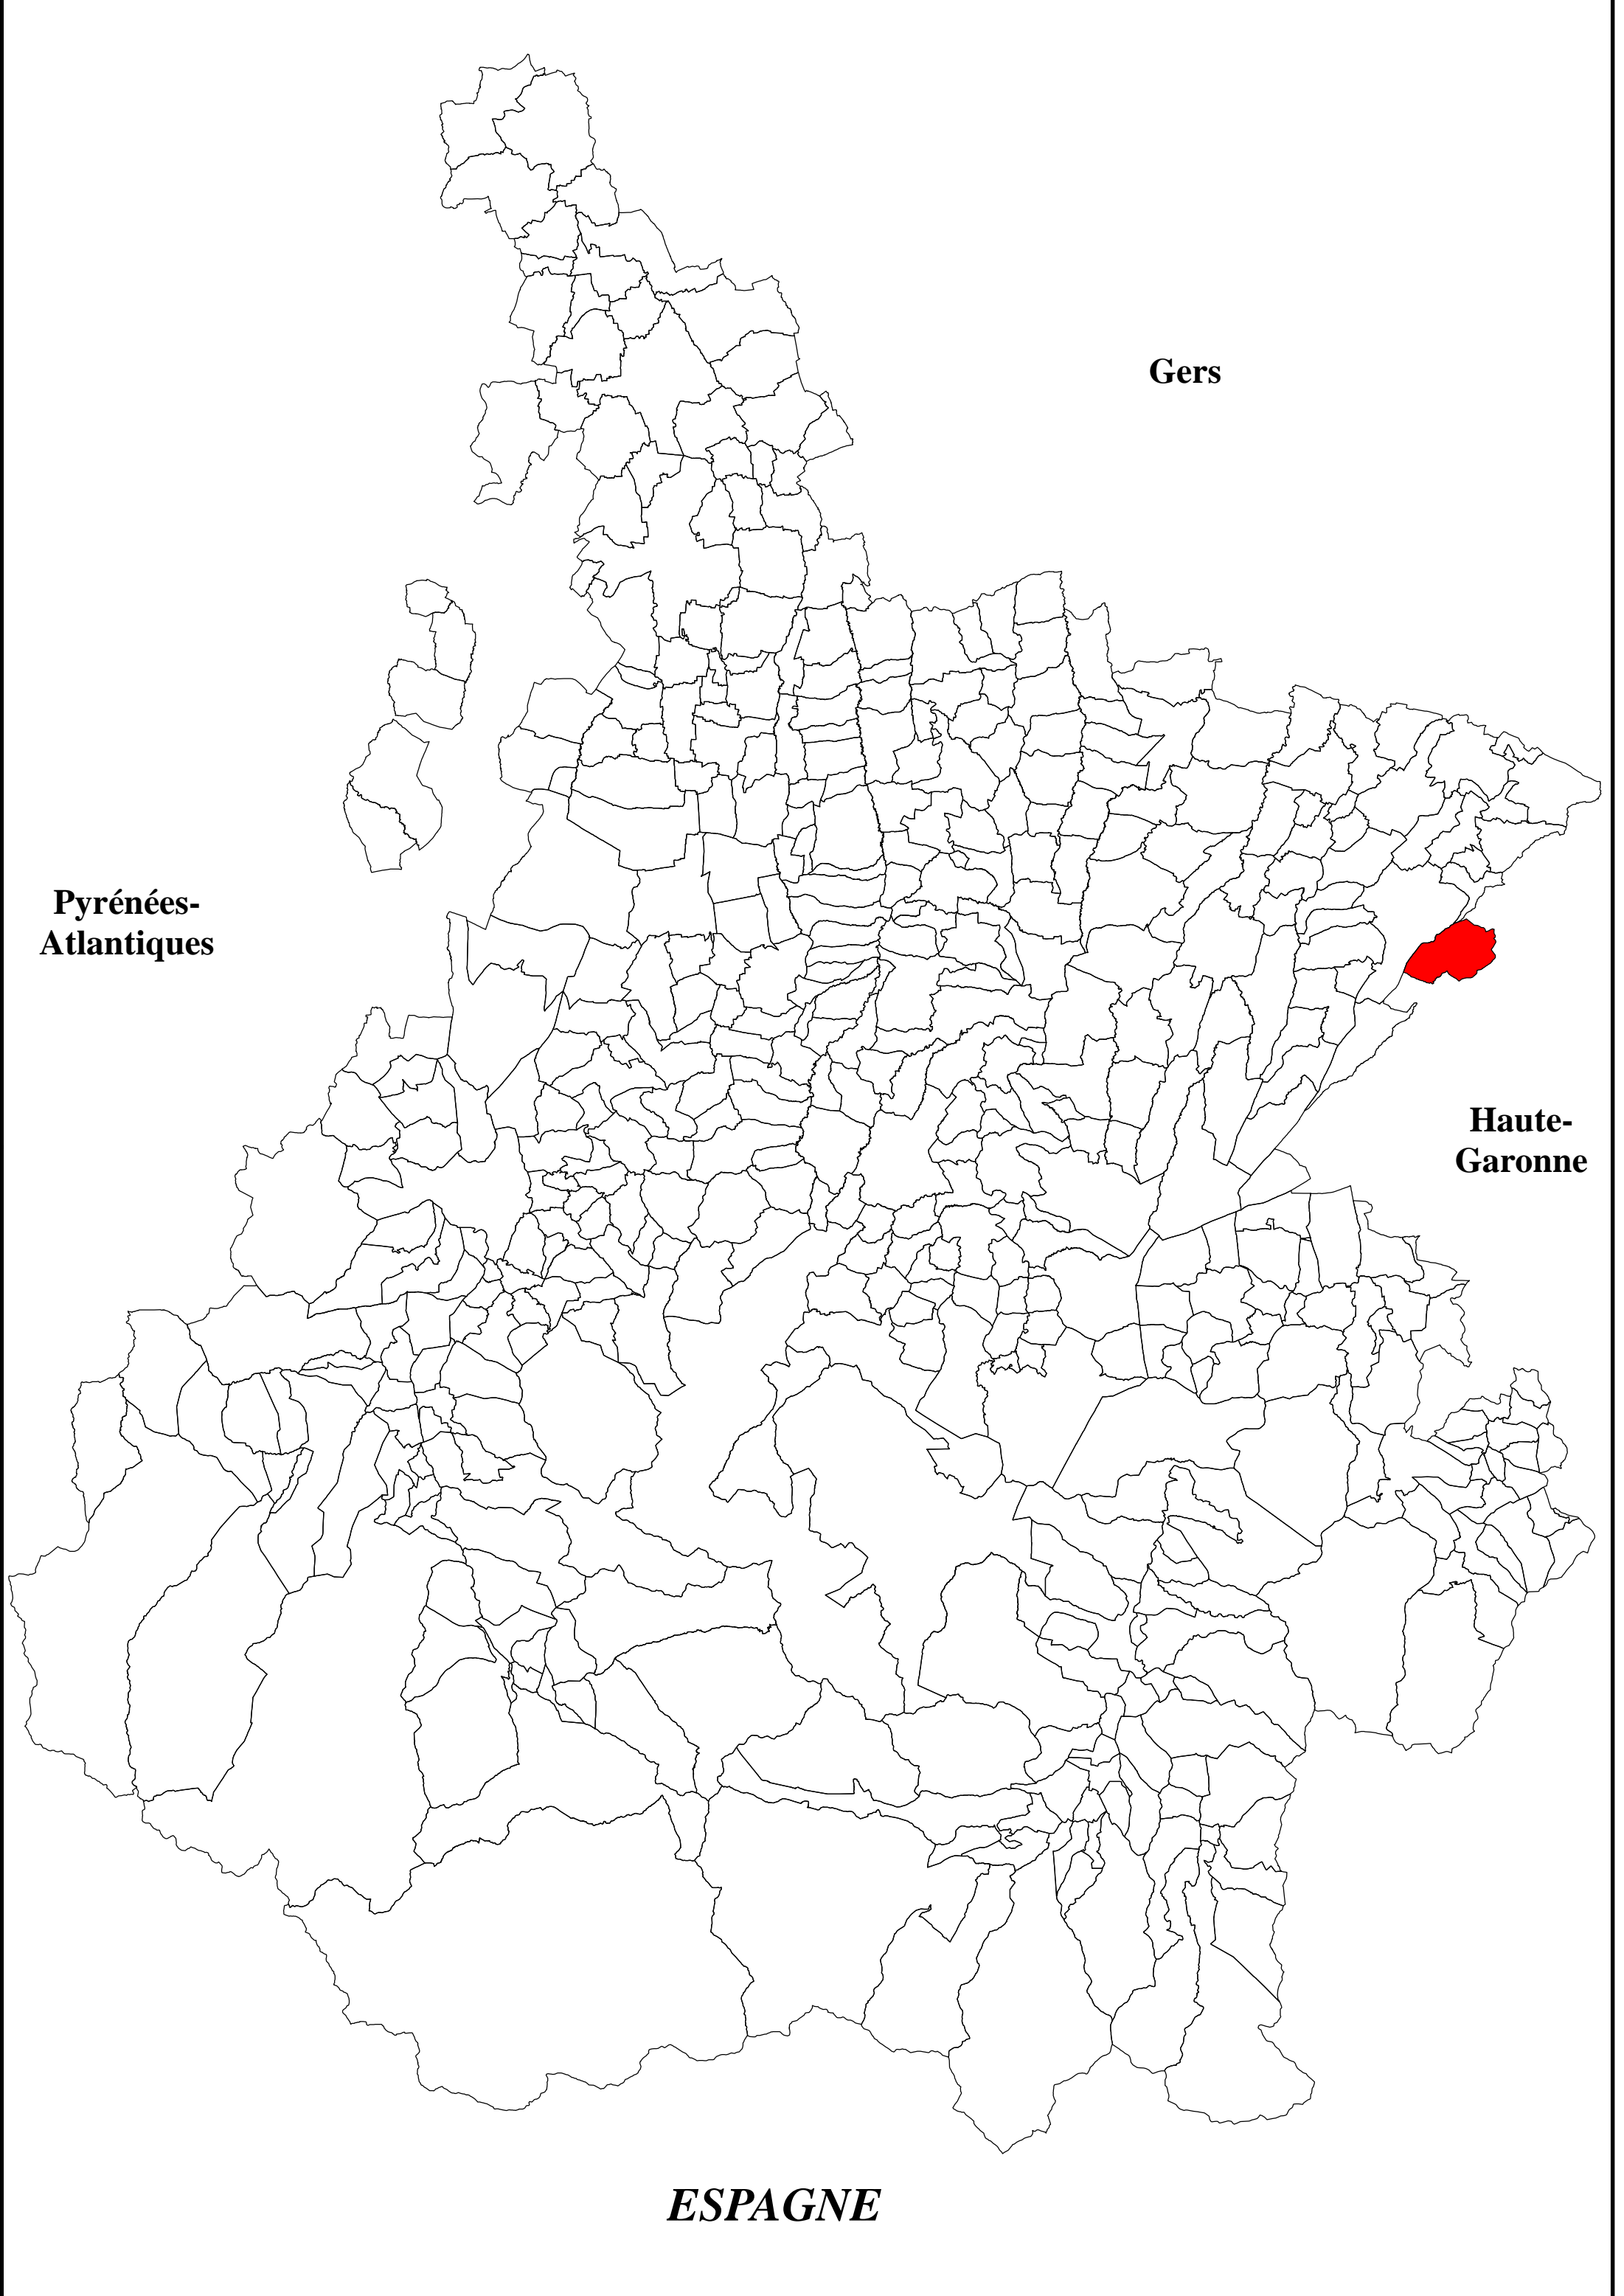 Gers
Pyrénées-
Atlantiques
Haute-
Garonne
ESPAGNE